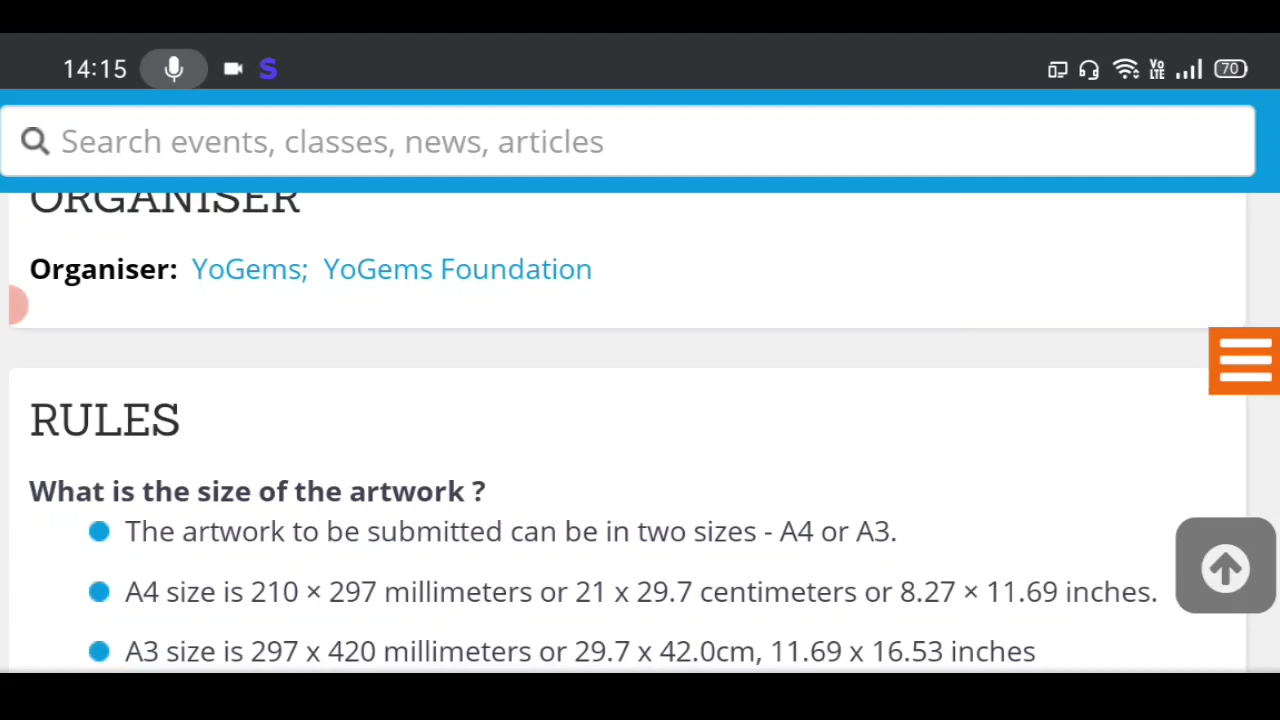 14:15 S Vo LTE 70
Search events, classes, news, articles
ORGANISER
Organiser: YoGems; YoGems Foundation
RULES
What is the size of the artwork ?
The artwork to be submitted can be in two sizes - A4 or A3.
A4 size is 210 × 297 millimeters or 21 x 29.7 centimeters or 8.27 × 11.69 inches.
A3 size is 297 x 420 millimeters or 29.7 x 42.0cm, 11.69 x 16.53 inches